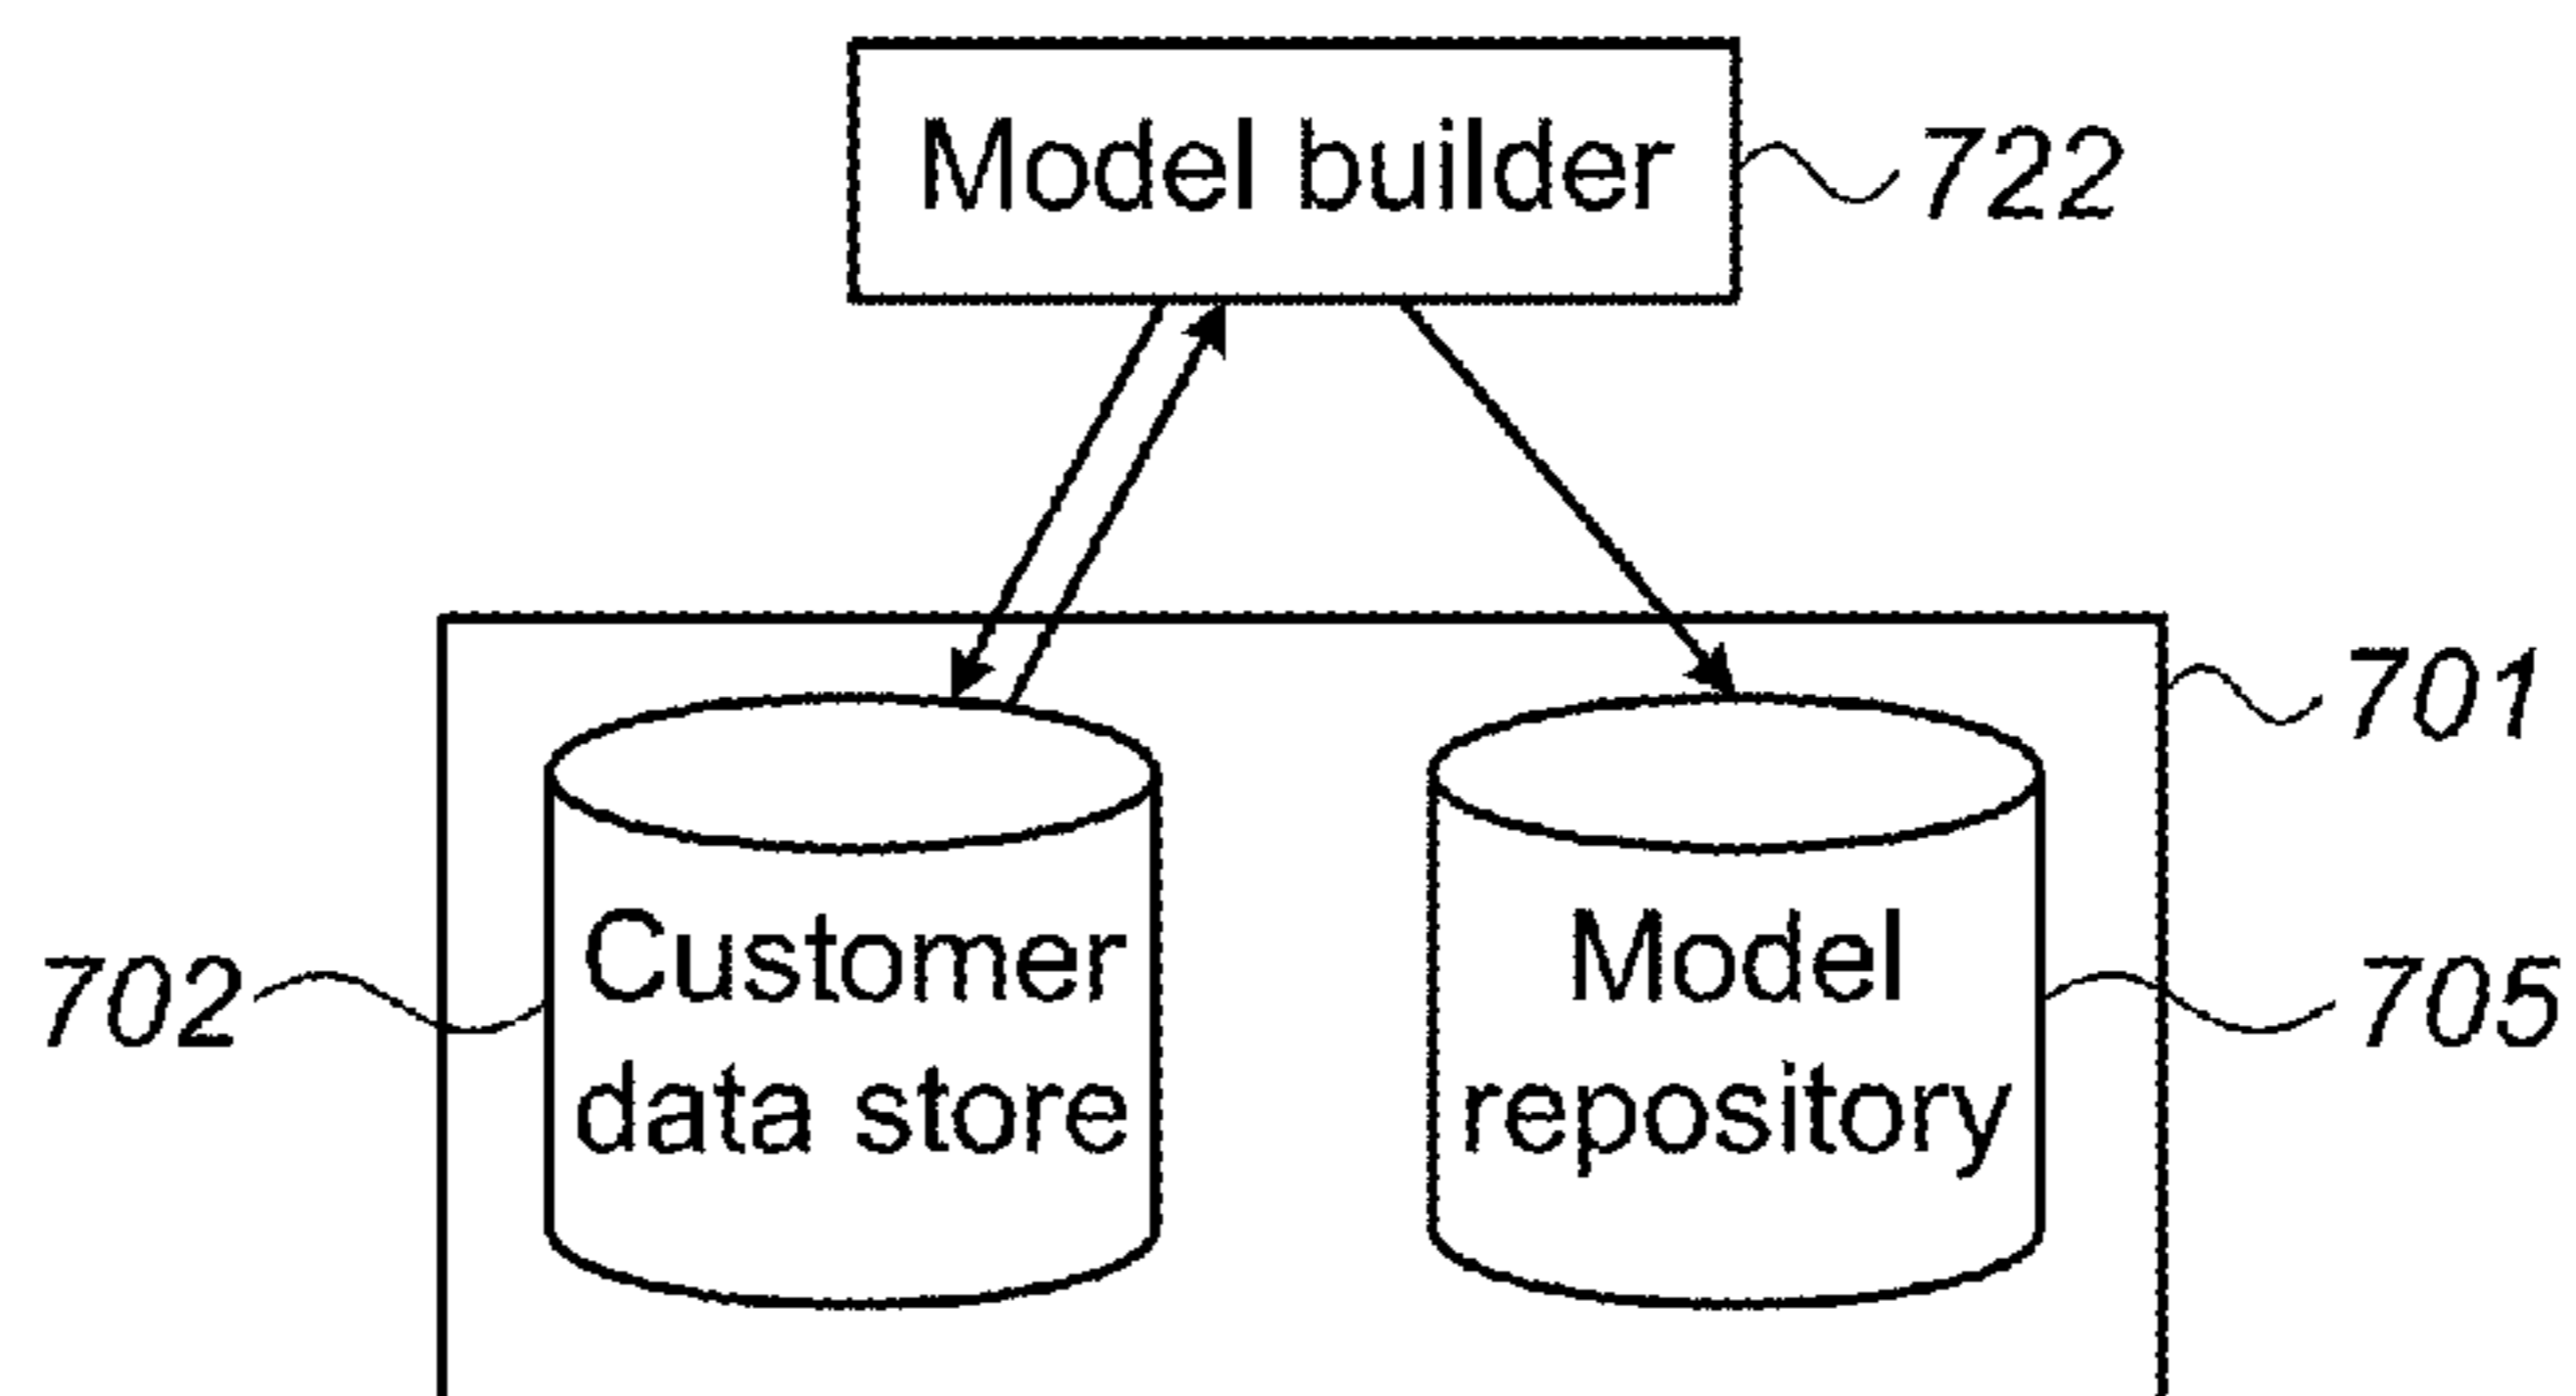 Model builder
722
701
Customer
data store
702
Model
repository
705